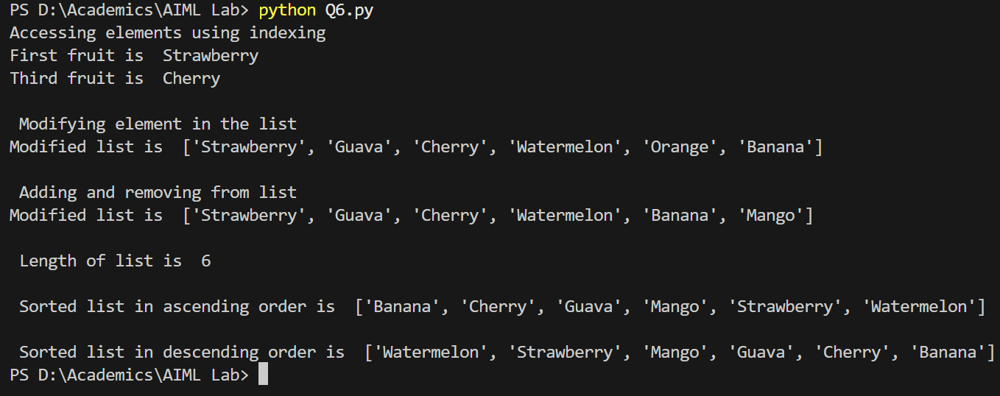 PS D:\Academics\AIML Lab> python Q6.py
Accessing elements using indexing
First fruit is  Strawberry
Third fruit is  Cherry
 Modifying element in the list
Modified list is  ['Strawberry', 'Guava', 'Cherry', 'Watermelon', 'Orange', 'Banana']
 Adding and removing from list
Modified list is  ['Strawberry', 'Guava', 'Cherry', 'Watermelon', 'Banana', 'Mango']
 Length of list is  6
 Sorted list in ascending order is  ['Banana', 'Cherry', 'Guava', 'Mango', 'Strawberry', 'Watermelon']
 Sorted list in descending order is  ['Watermelon', 'Strawberry', 'Mango', 'Guava', 'Cherry', 'Banana']
PS D:\Academics\AIML Lab>